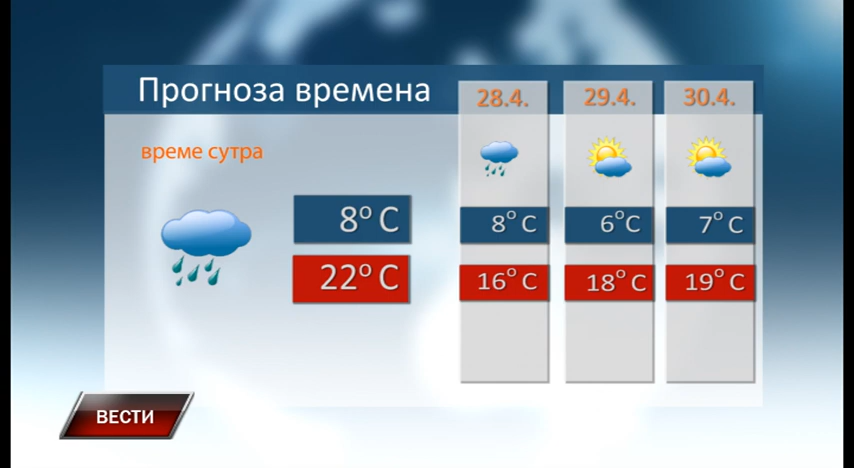 Прогноза времена
време сутра
8° C
22° C
28.4.
29.4.
30.4.
8° C
6°C
7° C
16° C
18° C
19° C
ВЕСТИ